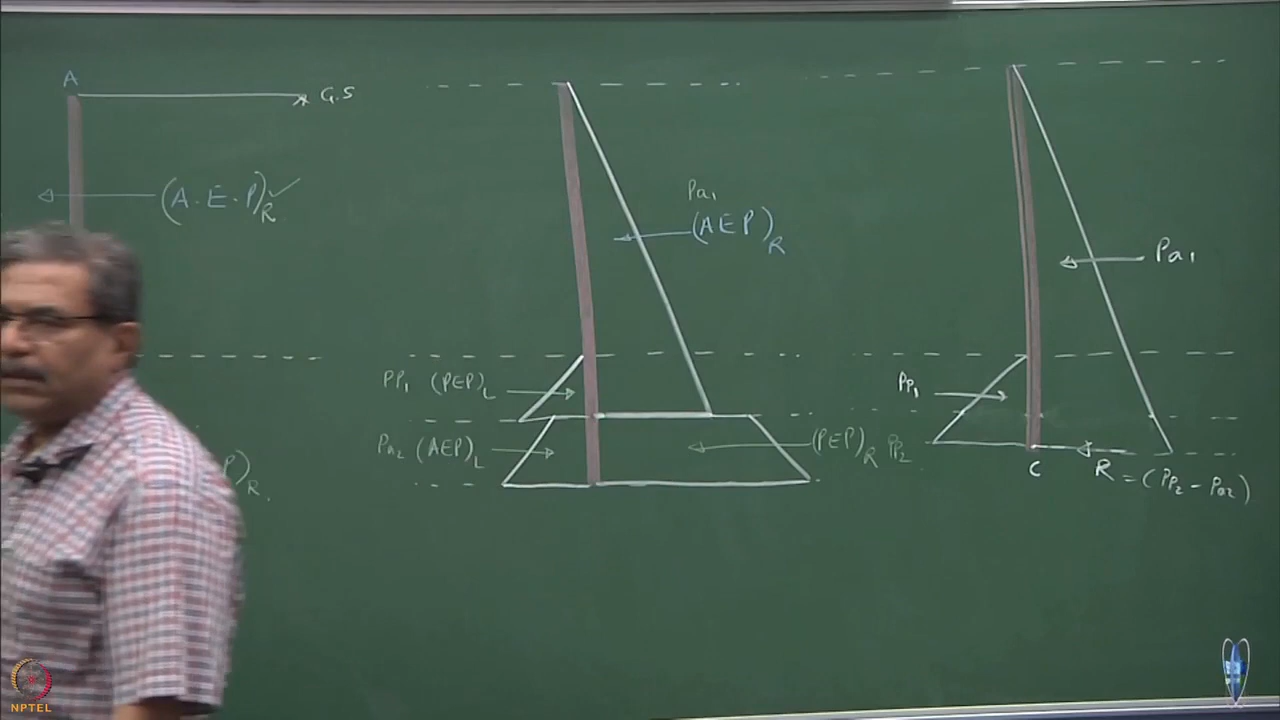 A
G.S
(A.E.P)R ✓
P)R.
Pa1
(AEP)R
PP1 (PEP)L
Pa2 (AEP)L
(PEP)R PP2
Pa1
PP1
C
R = (PP2 - Pa2)
NPTEL